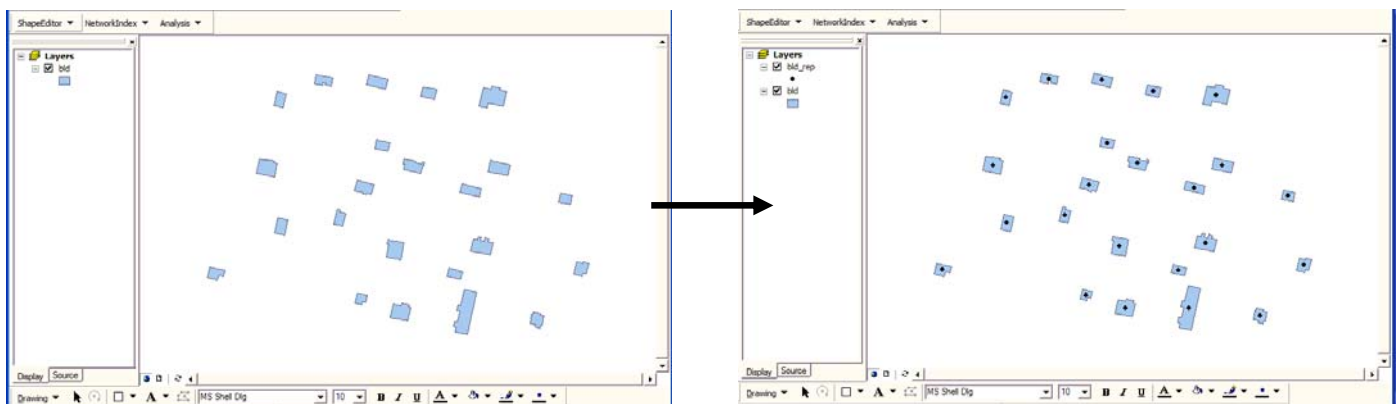 ShapeEditor NetworkIndex Analysis
Layers
bld
Display Source
Drawing A MS Shell Dlg 10 B I U A
ShapeEditor NetworkIndex Analysis
Layers
bld_rep
bld
Display Source
Drawing A MS Shell Dlg 10 B I U A